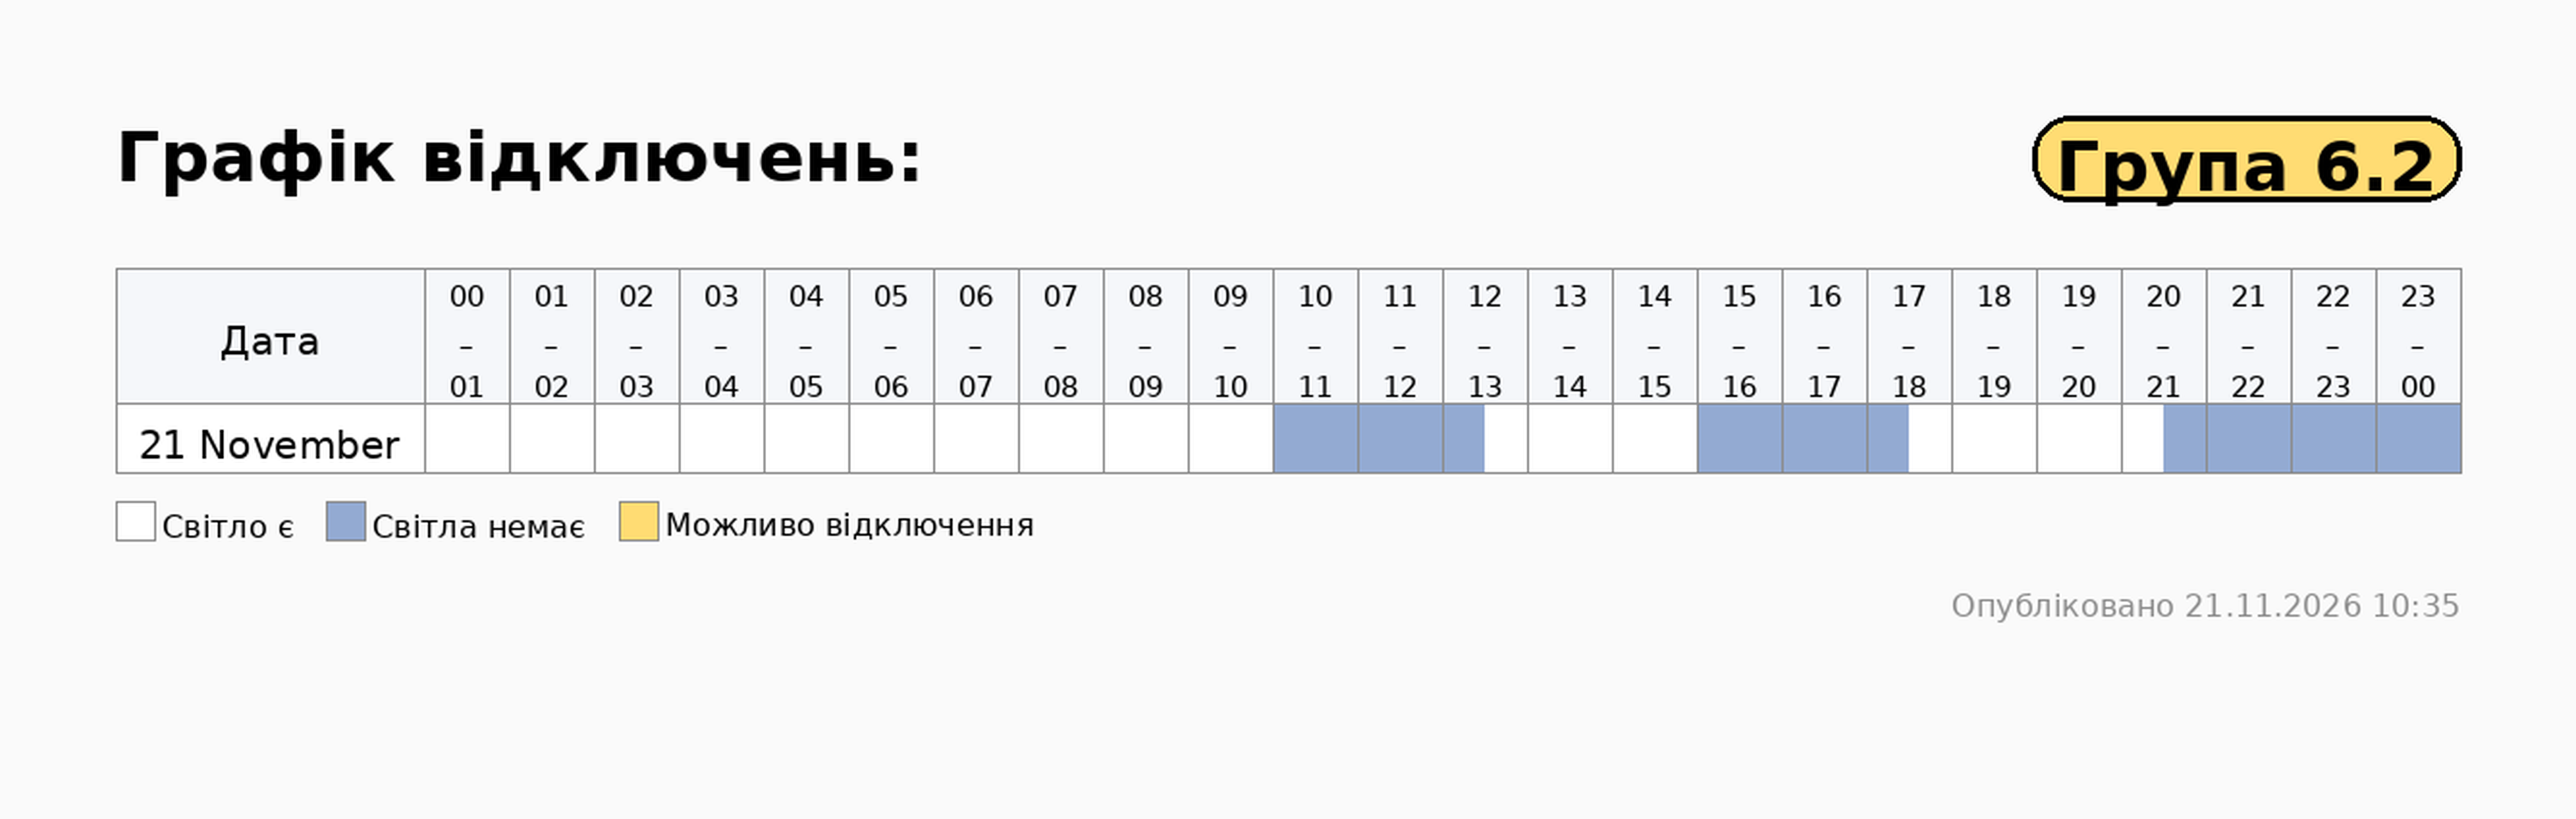 Графік відключень:
Група 6.2
Дата
00 – 01
01 – 02
02 – 03
03 – 04
04 – 05
05 – 06
06 – 07
07 – 08
08 – 09
09 – 10
10 – 11
11 – 12
12 – 13
13 – 14
14 – 15
15 – 16
16 – 17
17 – 18
18 – 19
19 – 20
20 – 21
21 – 22
22 – 23
23 – 00
21 November
Світло є
Світла немає
Можливо відключення
Опубліковано 21.11.2026 10:35